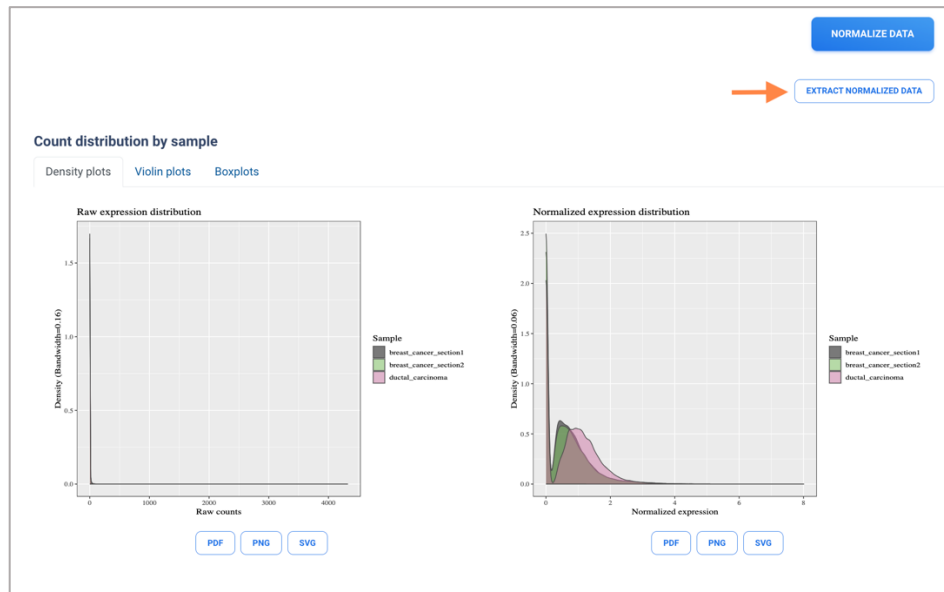 NORMALIZE DATA
EXTRACT NORMALIZED DATA
Count distribution by sample
Density plots
Violin plots
Boxplots
Raw expression distribution
1.5
1.0
0.5
0.0
Density (Bandwidth=0.16)
0
1000
2000
3000
4000
Raw counts
Sample
breast_cancer_section1
breast_cancer_section2
ductal_carcinoma
PDF
PNG
SVG
Normalized expression distribution
2.5
2.0
1.5
1.0
0.5
0.0
Density (Bandwidth=0.06)
0
2
4
6
8
Normalized expression
Sample
breast_cancer_section1
breast_cancer_section2
ductal_carcinoma
PDF
PNG
SVG